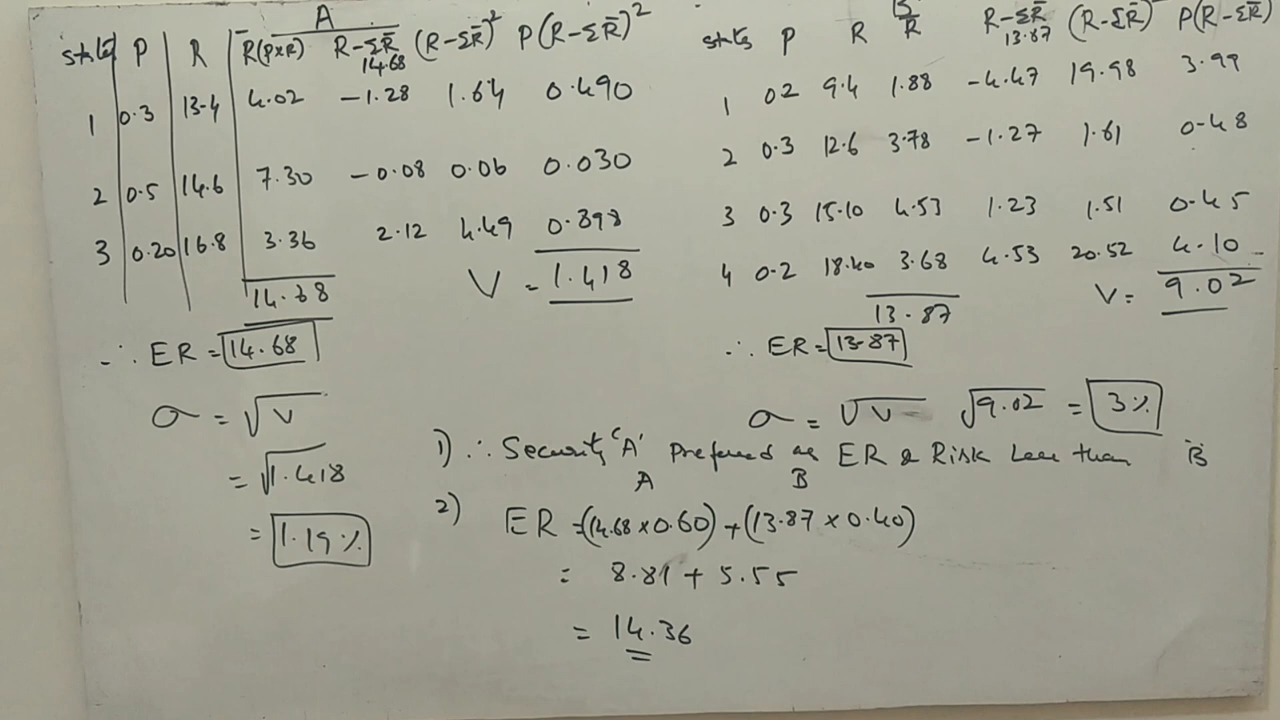 A
state P R R̄(P×R) R-ΣR̄ (R-ΣR̄)² P(R-ΣR̄)²
14.68
1 0.3 13.4 4.02 -1.28 1.64 0.490
2 0.5 14.6 7.30 -0.08 0.06 0.030
3 0.20 16.8 3.36 2.12 4.49 0.898
14.68 V = 1.418
∴ ER = 14.68
σ = √V
= √1.418
= 1.19%
B
state P R R̄ R-ΣR̄ (R-ΣR̄) P(R-ΣR̄)
13.87
1 02 9.4 1.88 -4.47 19.98 3.99
2 0.3 12.6 3.78 -1.27 1.61 0.48
3 0.3 15.10 4.53 1.23 1.51 0.45
4 0.2 18.40 3.68 4.53 20.52 4.10
13.87 V = 9.02
∴ ER = 13.87
σ = √V √9.02 = 3%
1) ∴ Security 'A' Preferred as ER & Risk Less than B
A B
2) ER = (14.68 × 0.60) + (13.87 × 0.40)
= 8.81 + 5.55
= 14.36